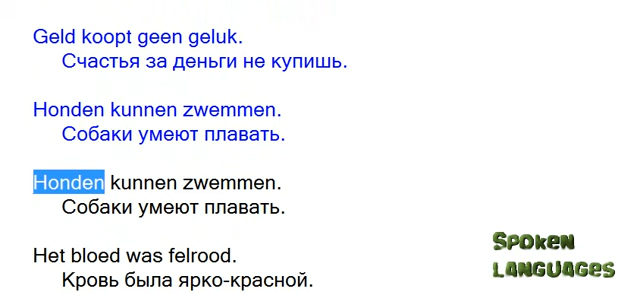 Geld koopt geen geluk.
Счастья за деньги не купишь.
Honden kunnen zwemmen.
Собаки умеют плавать.
Honden kunnen zwemmen.
Собаки умеют плавать.
Het bloed was felrood.
Кровь была ярко-красной.
Spoken
Languages